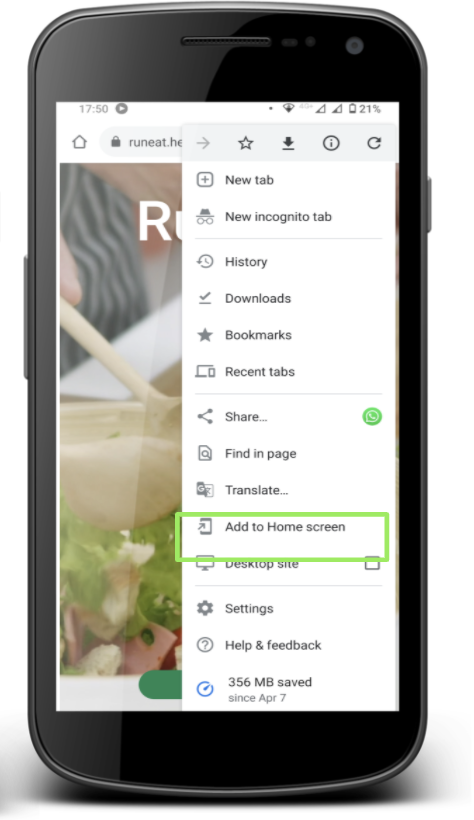 17:50
21%
runeat.he
Ru
New tab
New incognito tab
History
Downloads
Bookmarks
Recent tabs
Share...
Find in page
Translate...
Add to Home screen
Desktop site
Settings
Help & feedback
356 MB saved
since Apr 7